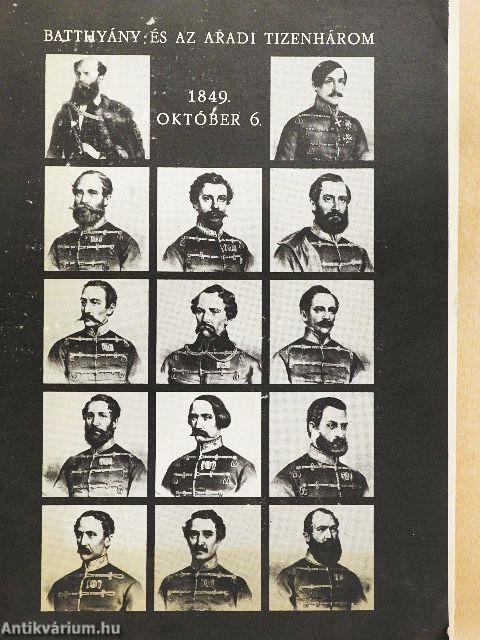 BATTHYÁNY ÉS AZ ARADI TIZENHÁROM
1849.
OKTÓBER 6.
Antikvárium.hu